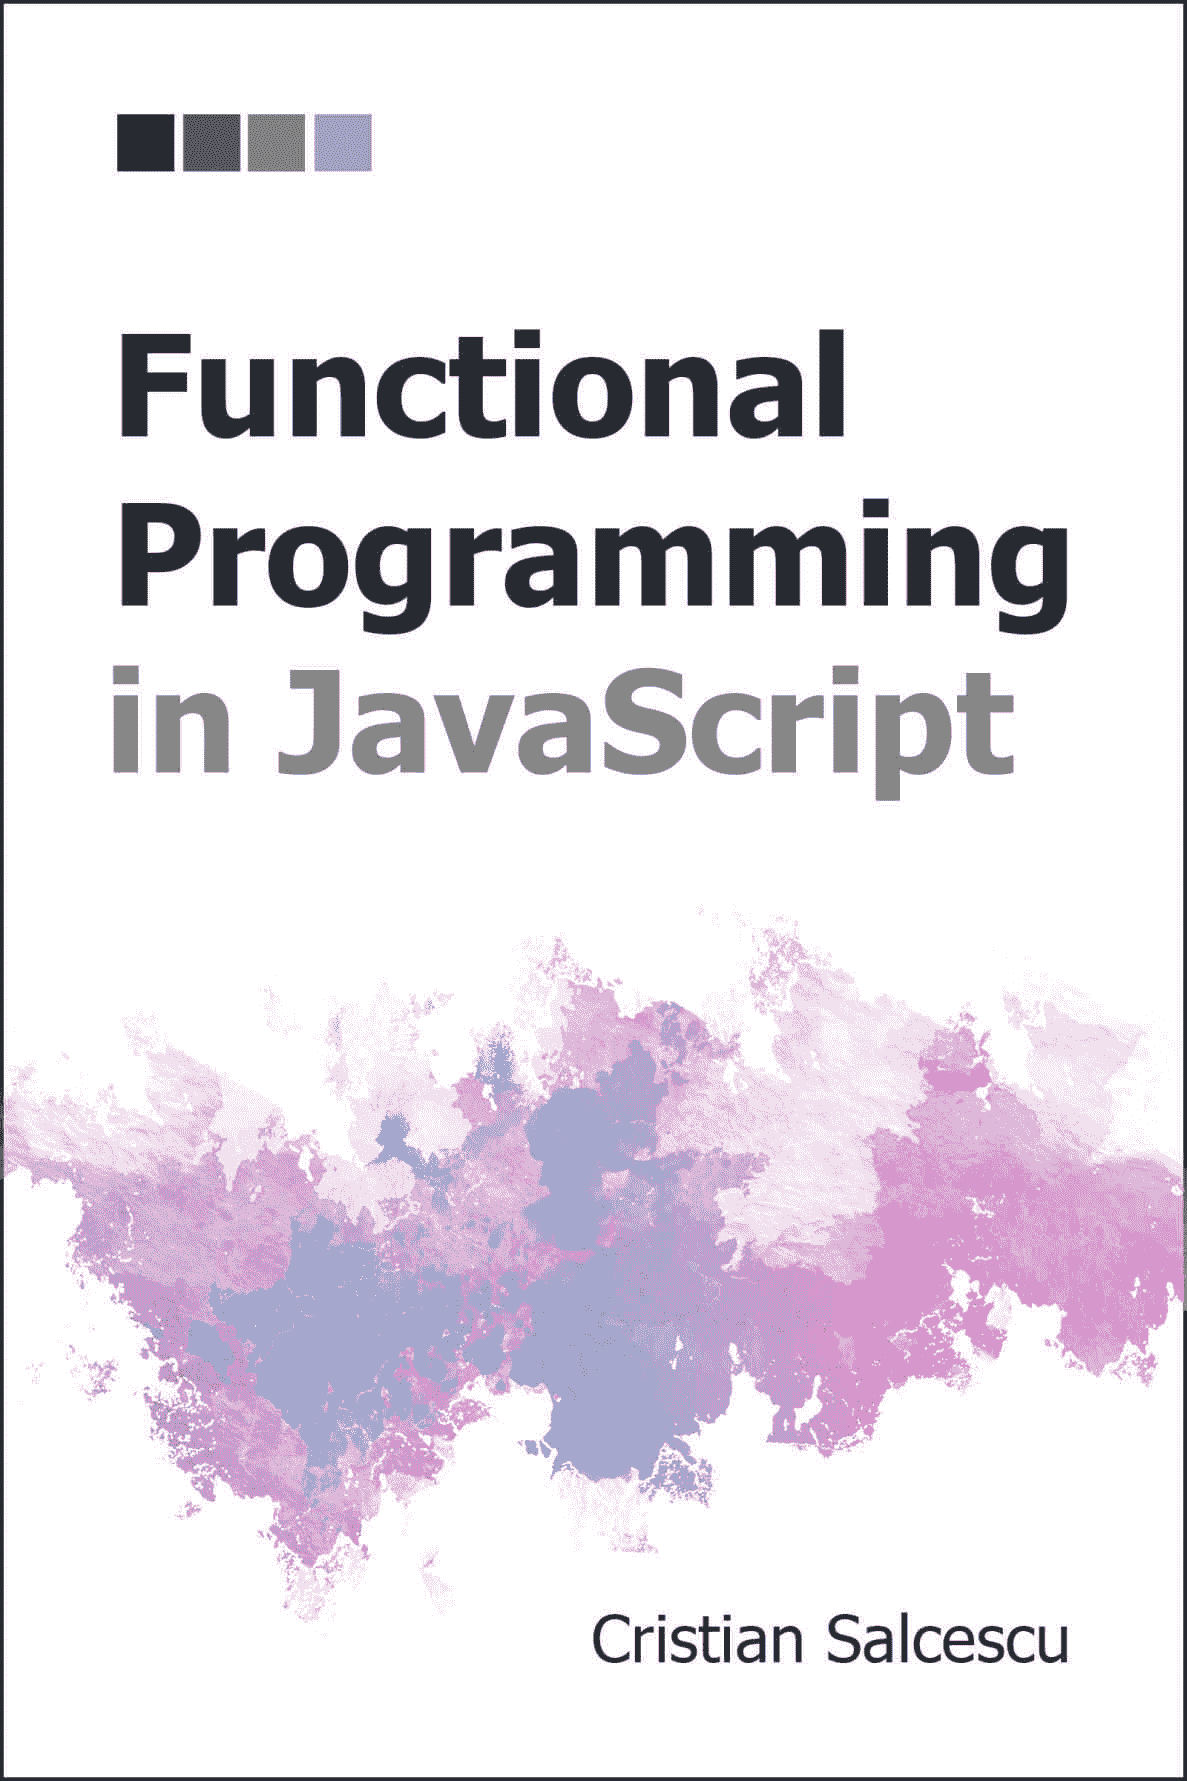 Functional
Programming
in JavaScript
Cristian Salcescu